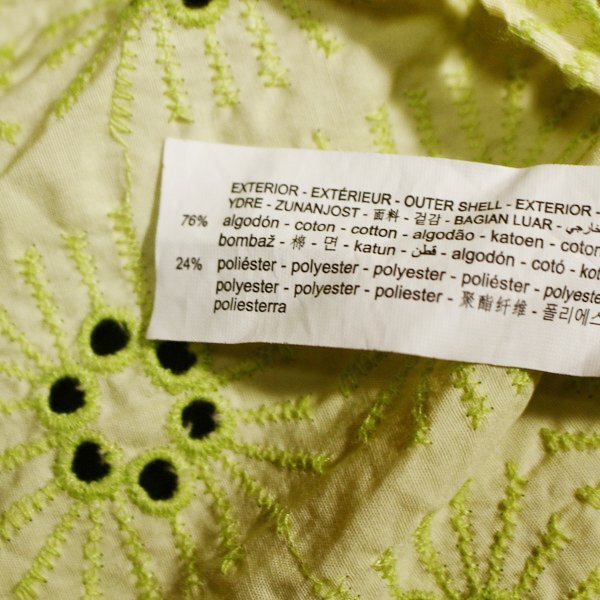 EXTERIOR - EXTÉRIEUR - OUTER SHELL - EXTERIOR -
YDRE - ZUNANJOST - 面料 - 겉감 - BAGIAN LUAR - خارجي
76% algodón - coton - cotton - algodão - katoen - coton
bombaž - 棉 - 면 - katun - قطن - algodón - cotó - kot
24% poliéster - polyester - polyester - poliéster - polyeste
polyester - polyester - poliester - 聚酯纤维 - 폴리에스
poliesterra